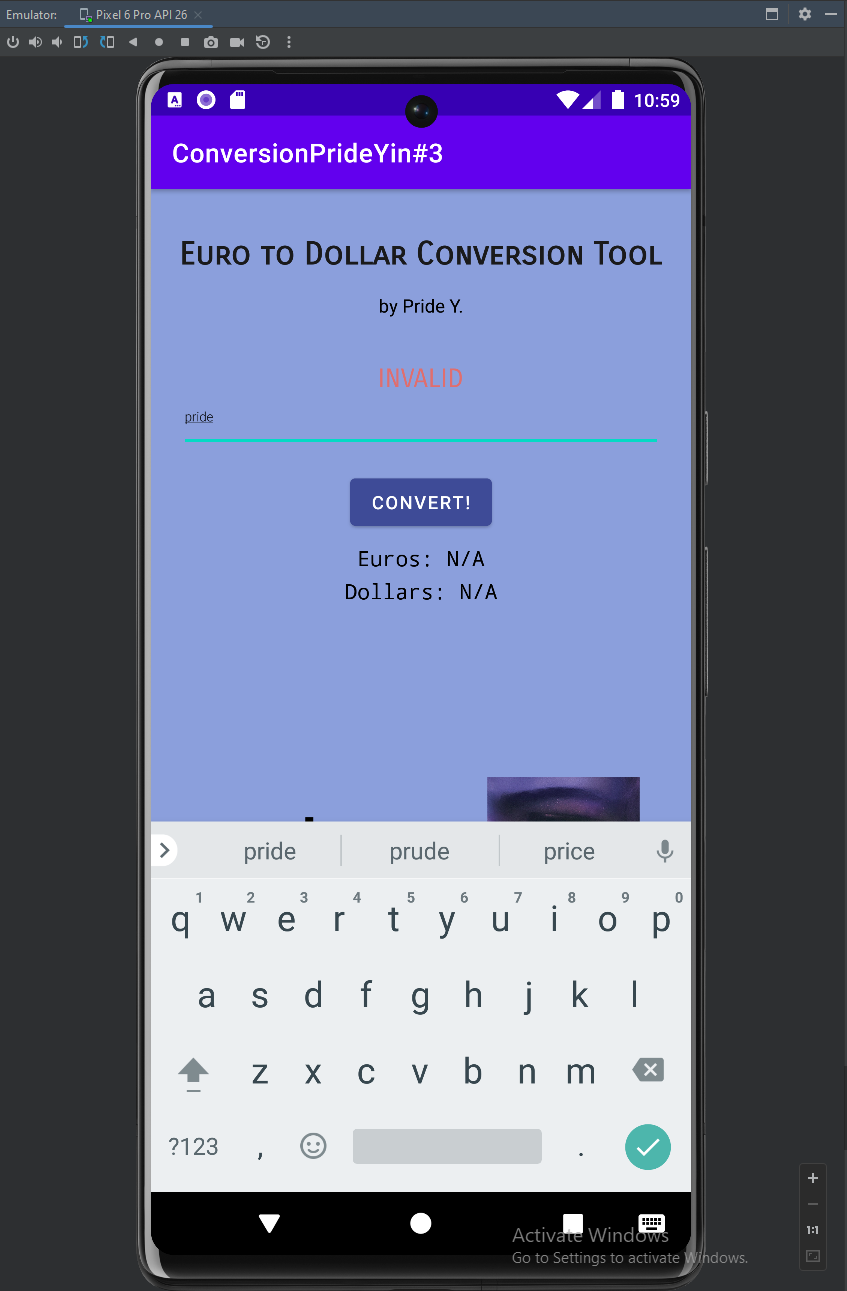 Emulator: Pixel 6 Pro API 26
10:59
ConversionPrideYin#3
Euro to Dollar Conversion Tool
by Pride Y.
INVALID
pride
CONVERT!
Euros: N/A
Dollars: N/A
pride prude price
1 2 3 4 5 6 7 8 9 0
q w e r t y u i o p
a s d f g h j k l
z x c v b n m
?123 , .
1:1
Activate Windows
Go to Settings to activate Windows.